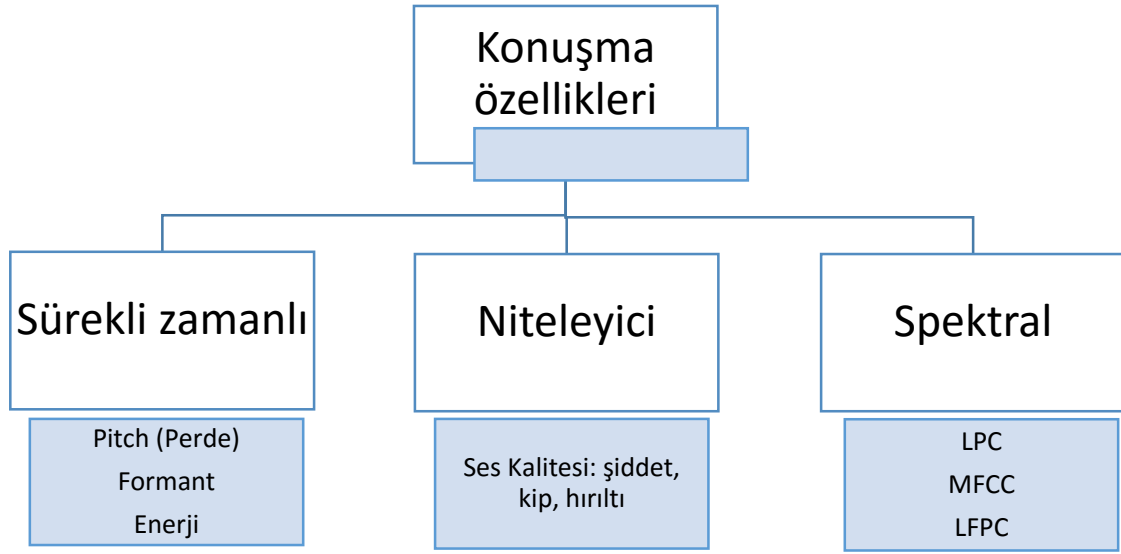 Konuşma
özellikleri
Sürekli zamanlı
Niteleyici
Spektral
Pitch (Perde)
Formant
Enerji
Ses Kalitesi: şiddet,
kip, hırıltı
LPC
MFCC
LFPC